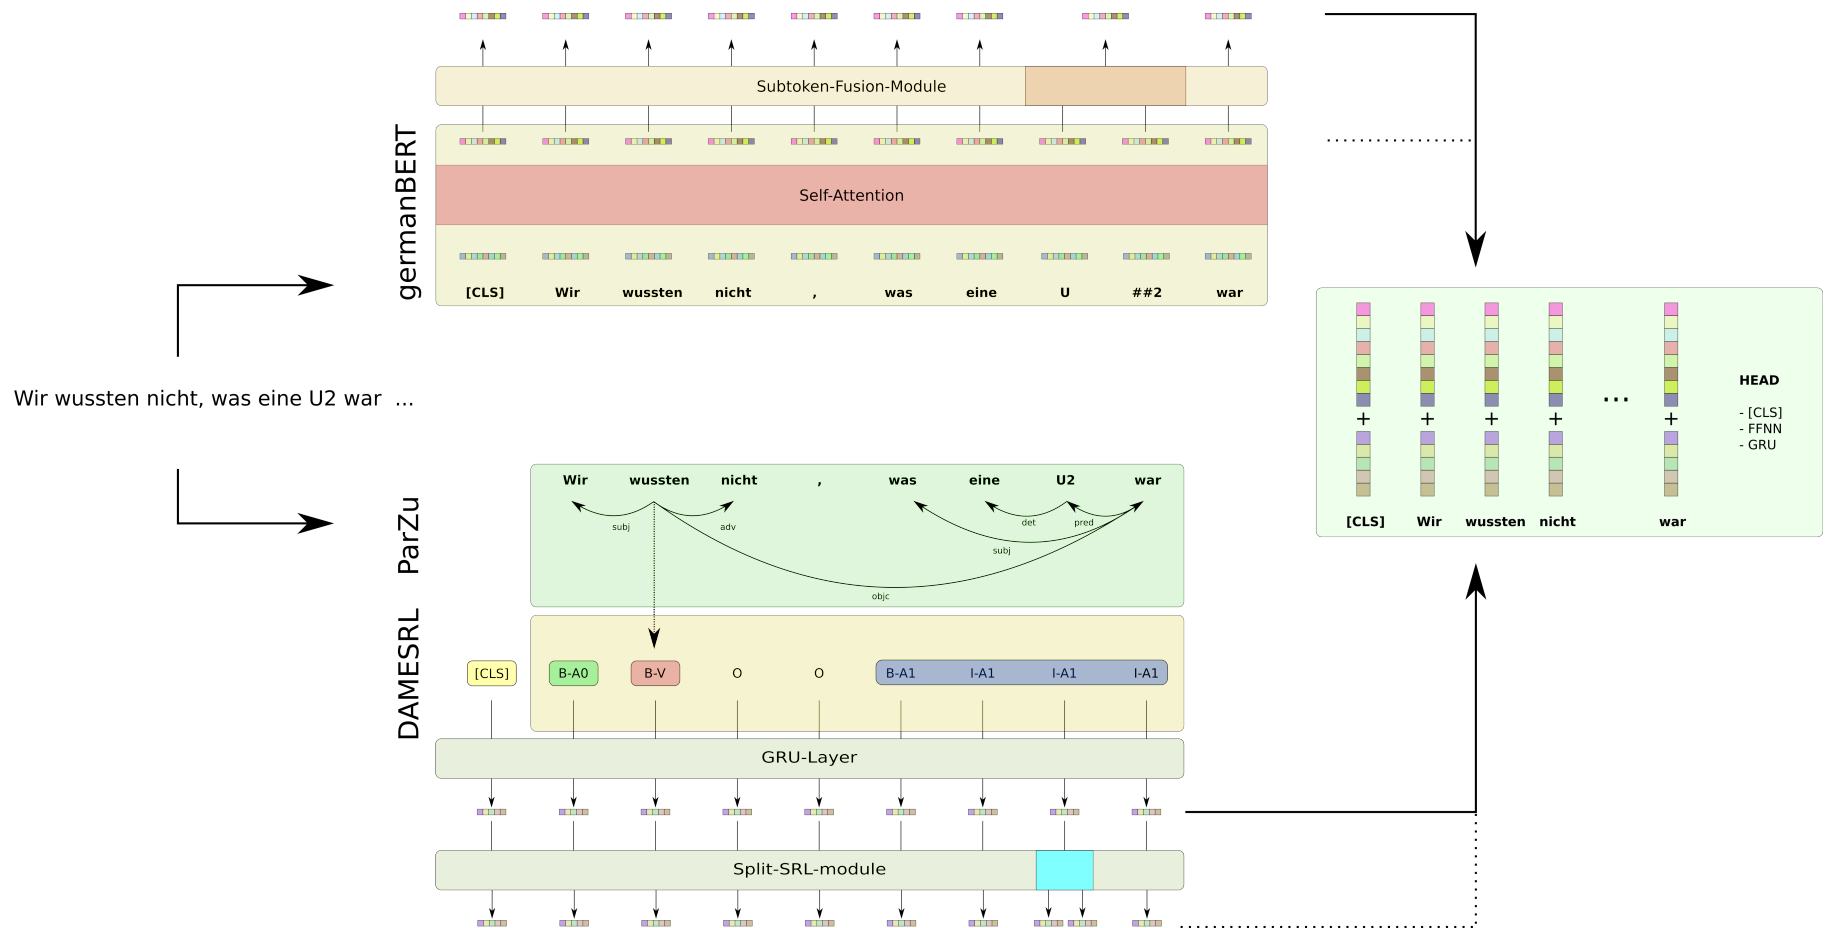 Subtoken-Fusion-Module
germanBERT
Self-Attention
[CLS] Wir wussten nicht , was eine U ##2 war
Wir wussten nicht, was eine U2 war ...
ParZu
Wir wussten nicht , was eine U2 war
subj adv det pred
subj
objc
DAMESRL
[CLS] B-A0 B-V O O B-A1 I-A1 I-A1 I-A1
GRU-Layer
Split-SRL-module
+ + + + ... +
[CLS] Wir wussten nicht war
HEAD
- [CLS]
- FFNN
- GRU